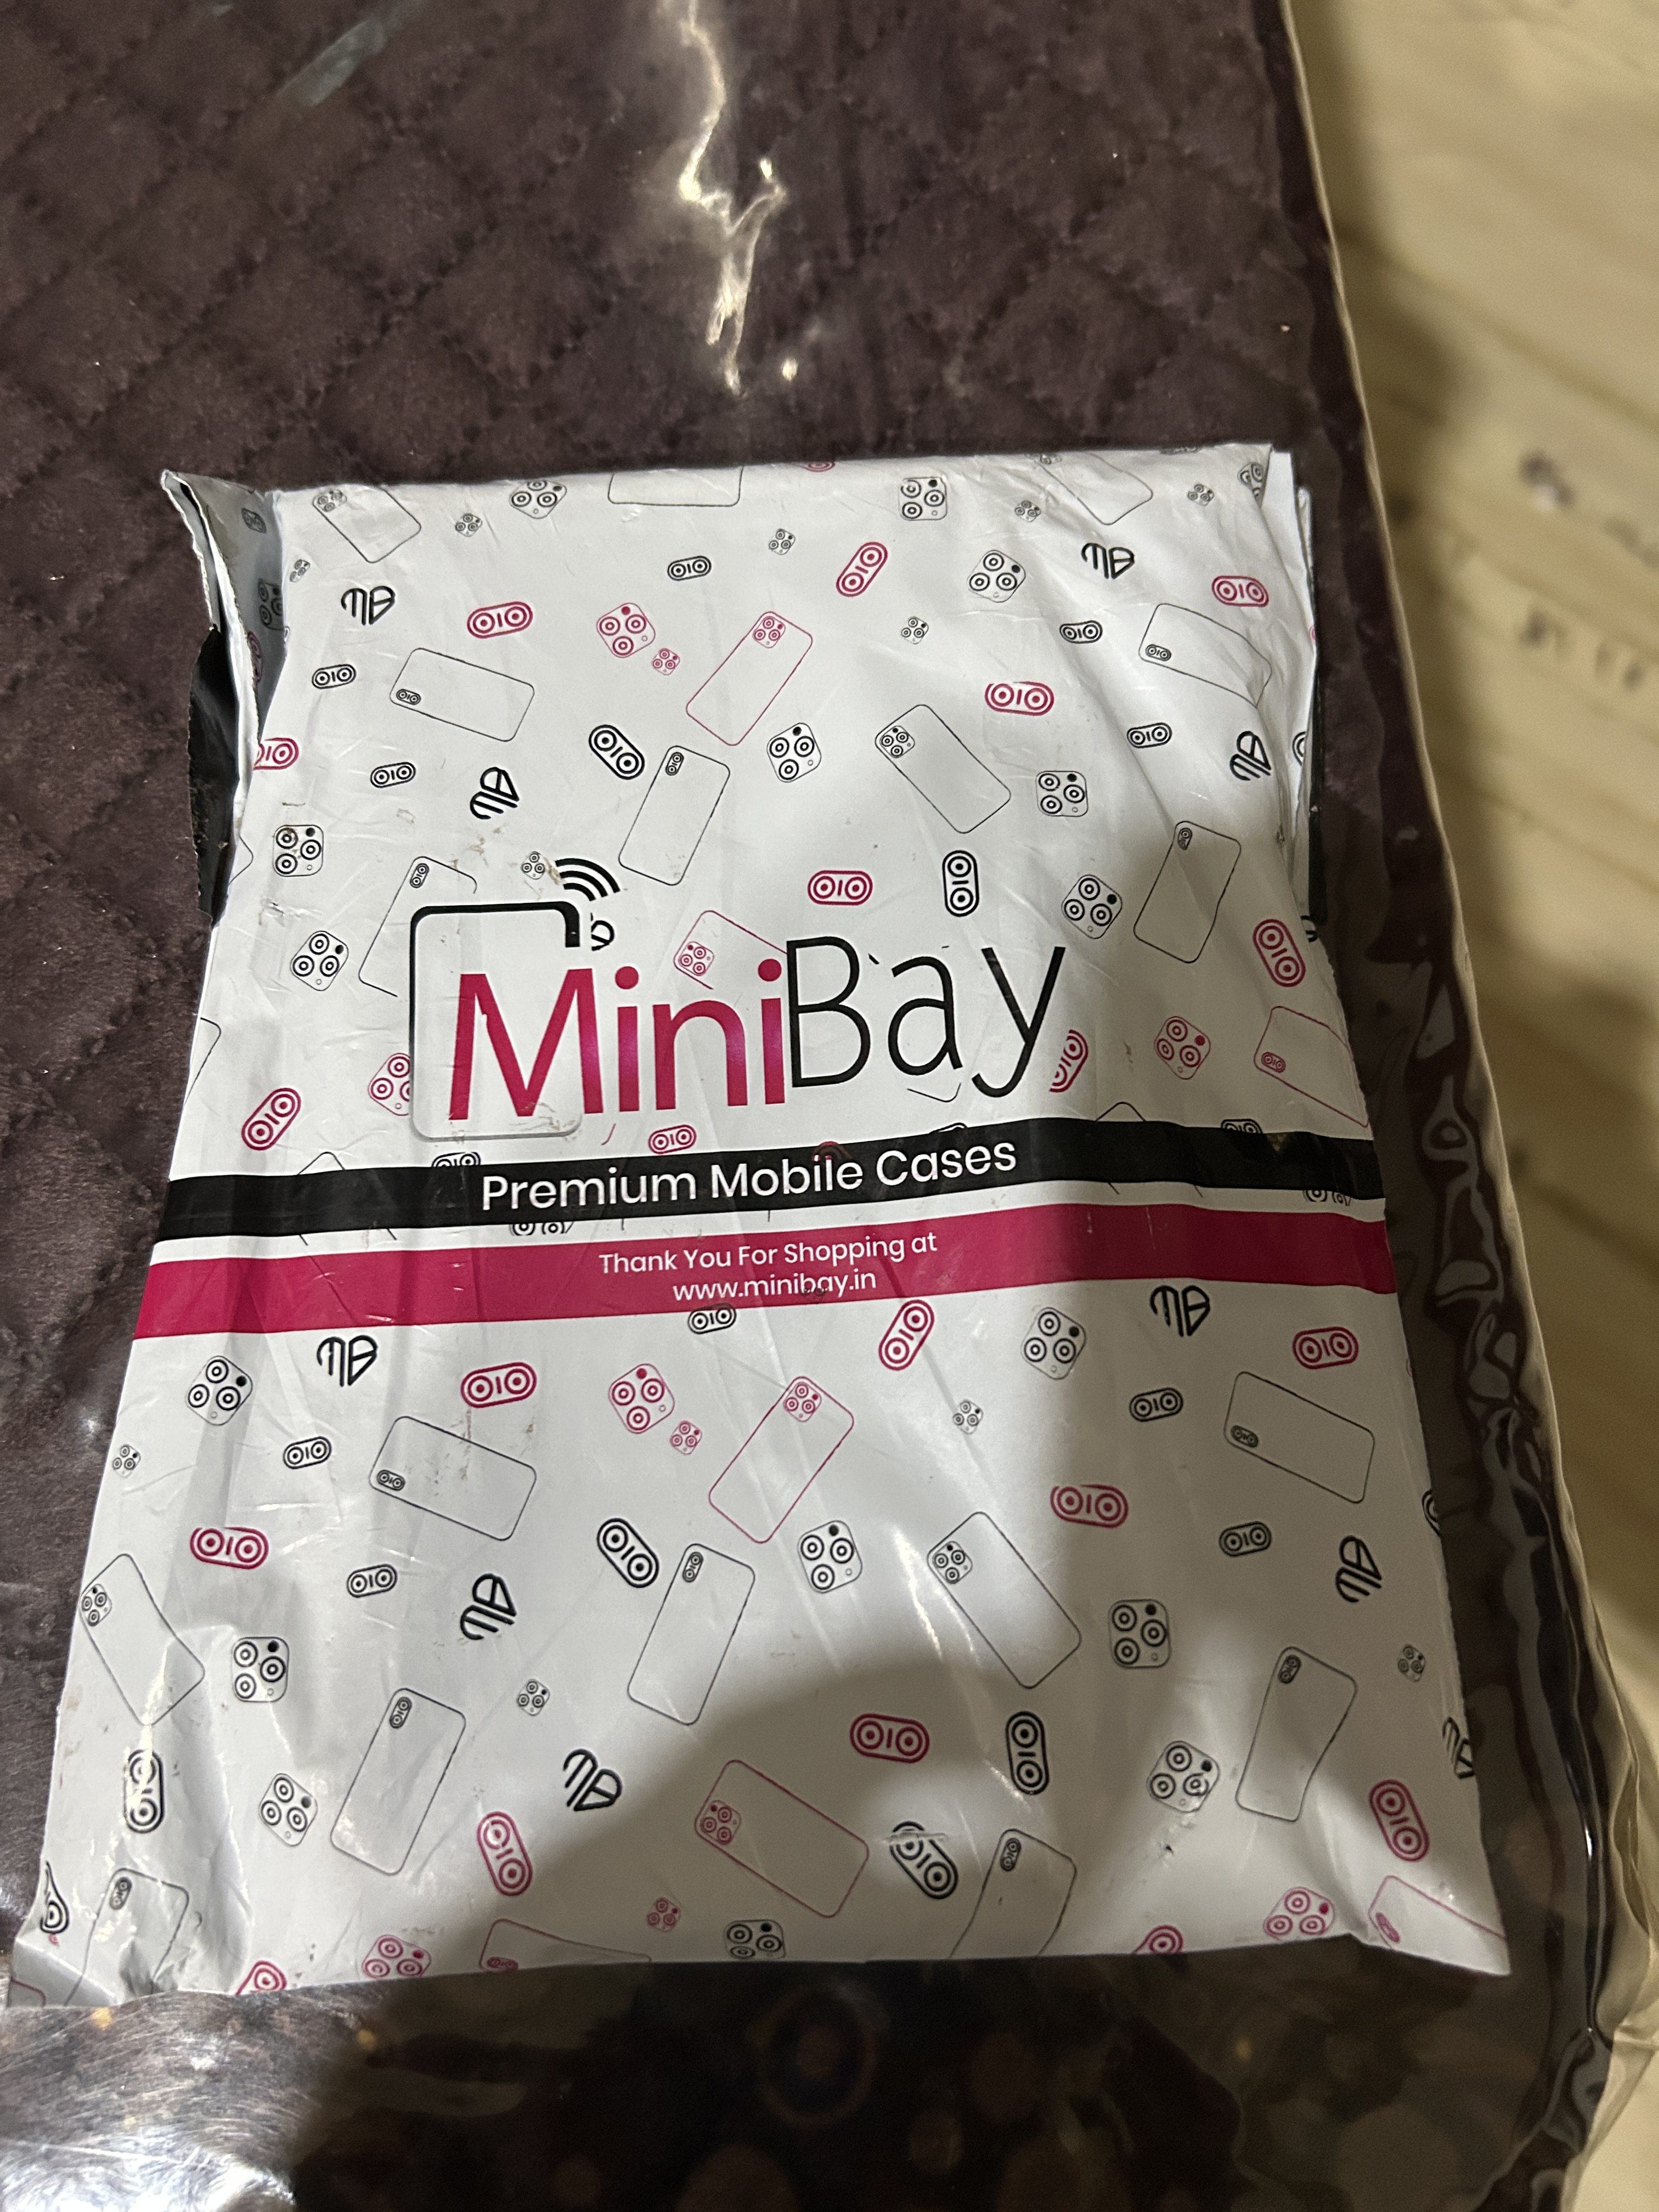 MiniBay
Premium Mobile Cases
Thank You For Shopping at
www.minibay.in